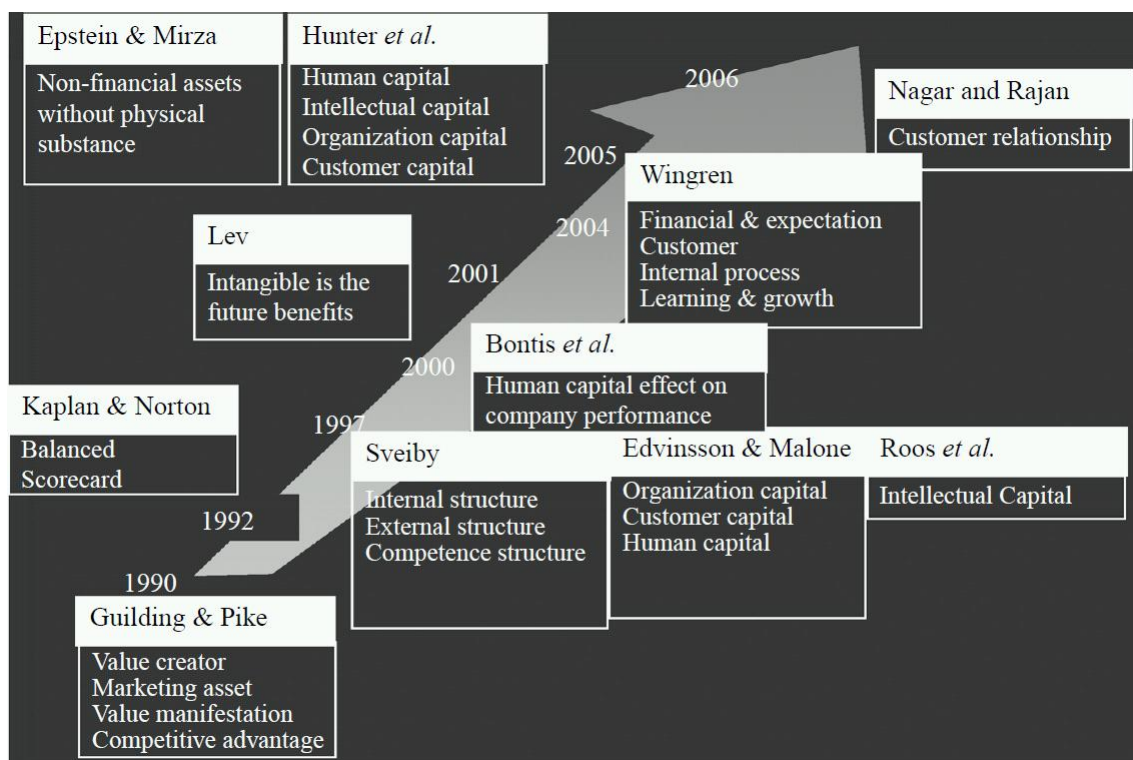 Epstein & Mirza
Non-financial assets
without physical
substance
Hunter et al.
Human capital
Intellectual capital
Organization capital
Customer capital
2006
Nagar and Rajan
Customer relationship
2005
Wingren
Financial & expectation
Customer
Internal process
Learning & growth
2004
Lev
Intangible is the
future benefits
2001
Bontis et al.
Human capital effect on
company performance
2000
Kaplan & Norton
Balanced
Scorecard
1997
Sveiby
Internal structure
External structure
Competence structure
Edvinsson & Malone
Organization capital
Customer capital
Human capital
Roos et al.
Intellectual Capital
1992
1990
Guilding & Pike
Value creator
Marketing asset
Value manifestation
Competitive advantage